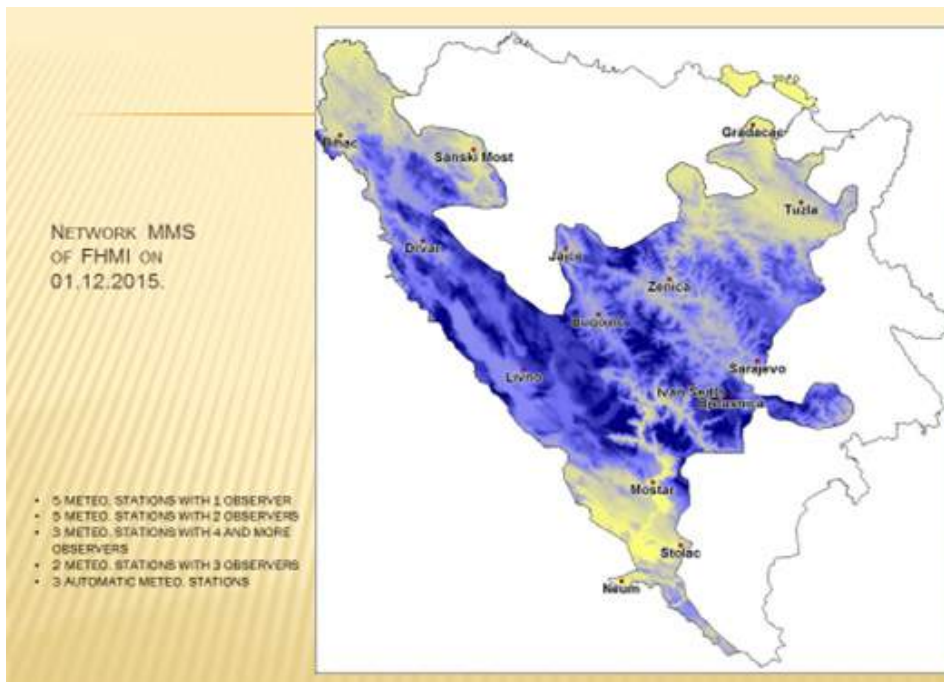 NETWORK MMS
OF FHMI ON
01.12.2015.
• 5 METEO. STATIONS WITH 1 OBSERVER
• 5 METEO. STATIONS WITH 2 OBSERVERS
• 3 METEO. STATIONS WITH 4 AND MORE
OBSERVERS
• 2 METEO. STATIONS WITH 3 OBSERVERS
• 3 AUTOMATIC METEO. STATIONS
Gradacac
Bihac
Sanski Most
Tuzla
Drvar
Jajce
Zenica
Bugojno
Sarajevo
Livno
Ivan Sedlo
Bjelasnica
Mostar
Stolac
Neum